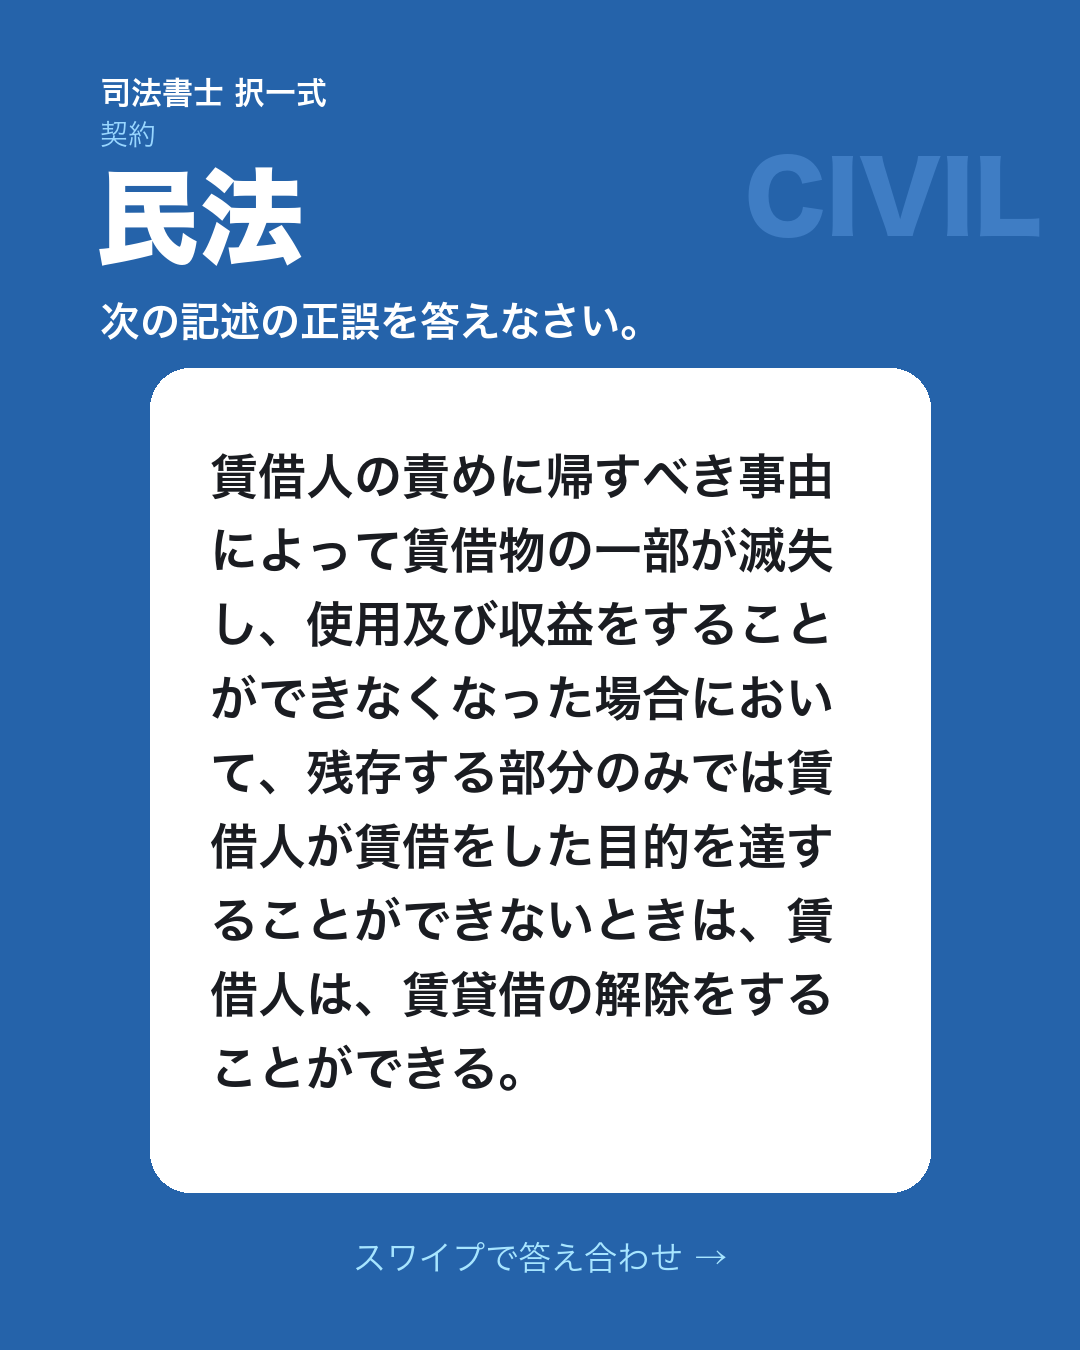 司法書士 択一式
契約
民法
CIVIL
次の記述の正誤を答えなさい。
賃借人の責めに帰すべき事由
によって賃借物の一部が滅失
し、使用及び収益をすること
ができなくなった場合におい
て、残存する部分のみでは賃
借人が賃借をした目的を達す
ることができないときは、賃
借人は、賃貸借の解除をする
ことができる。
スワイプで答え合わせ →